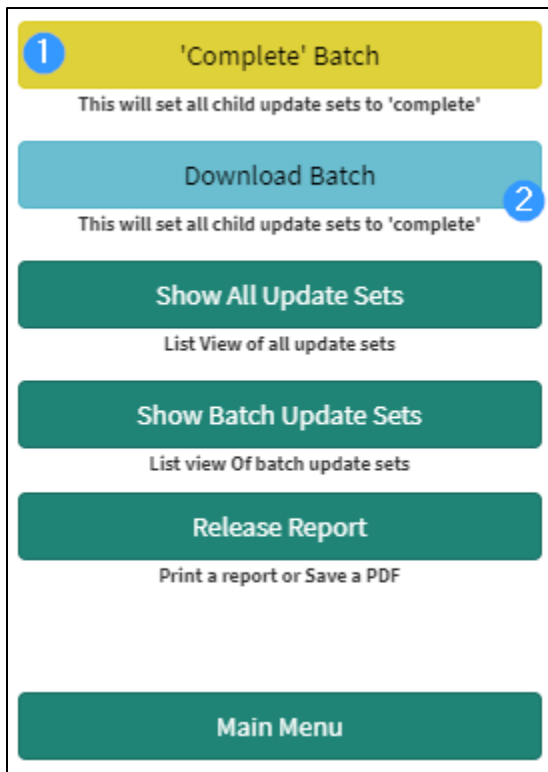 1
'Complete' Batch
This will set all child update sets to 'complete'
Download Batch
2
This will set all child update sets to 'complete'
Show All Update Sets
List View of all update sets
Show Batch Update Sets
List view Of batch update sets
Release Report
Print a report or Save a PDF
Main Menu